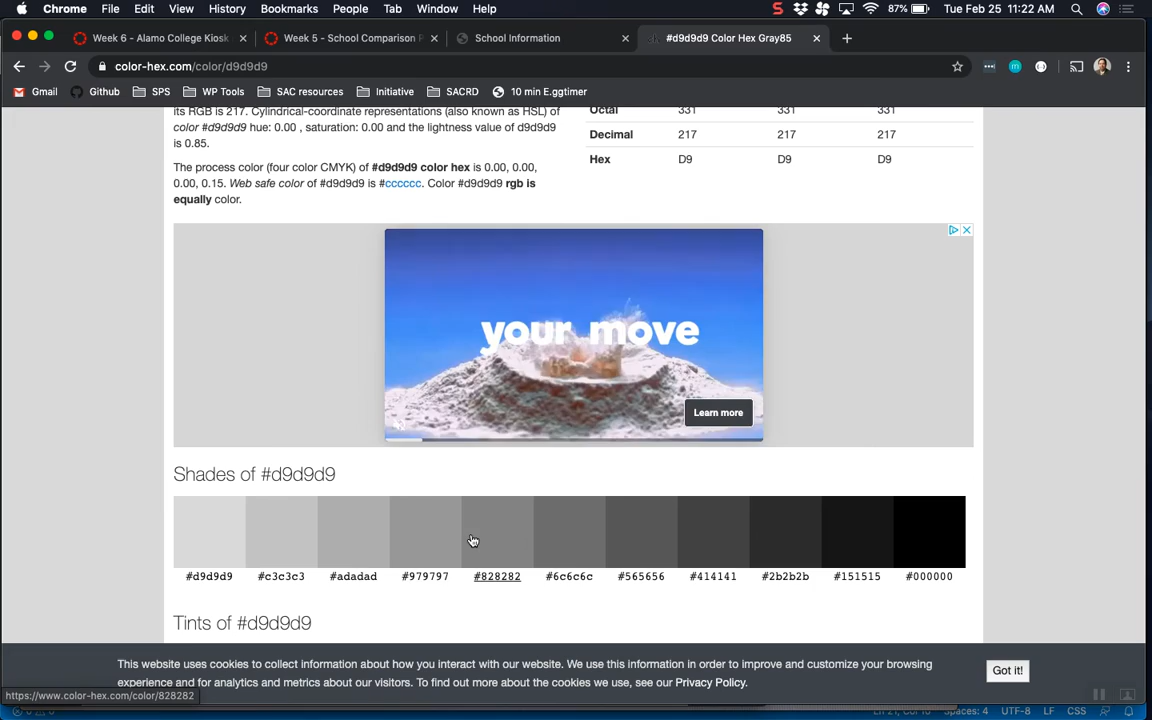 Chrome File Edit View History Bookmarks People Tab Window Help 87% Tue Feb 25 11:22 AM
Week 6 - Alamo College Kiosk Week 5 - School Comparison P School Information #d9d9d9 Color Hex Gray85
color-hex.com/color/d9d9d9
Gmail Github SPS WP Tools SAC resources Initiative SACRD 10 min E.ggtimer
its RGB is 217. Cylindrical-coordinate representations (also known as HSL) of
color #d9d9d9 hue: 0.00 , saturation: 0.00 and the lightness value of d9d9d9
is 0.85.
The process color (four color CMYK) of #d9d9d9 color hex is 0.00, 0.00,
0.00, 0.15. Web safe color of #d9d9d9 is #cccccc. Color #d9d9d9 rgb is
equally color.
Octal 331 331 331
Decimal 217 217 217
Hex D9 D9 D9
your move
Learn more
Shades of #d9d9d9
#d9d9d9 #c3c3c3 #adadad #979797 #828282 #6c6c6c #565656 #414141 #2b2b2b #151515 #000000
Tints of #d9d9d9
This website uses cookies to collect information about how you interact with our website. We use this information in order to improve and customize your browsing
experience and for analytics and metrics about our visitors. To find out more about the cookies we use, see our Privacy Policy.
Got it!
https://www.color-hex.com/color/828282
Spaces: 4 UTF-8 LF CSS